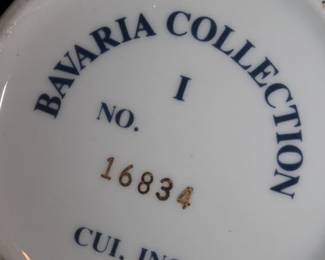 BAVARIA COLLECTION
I
NO.
16834
CUI, INC